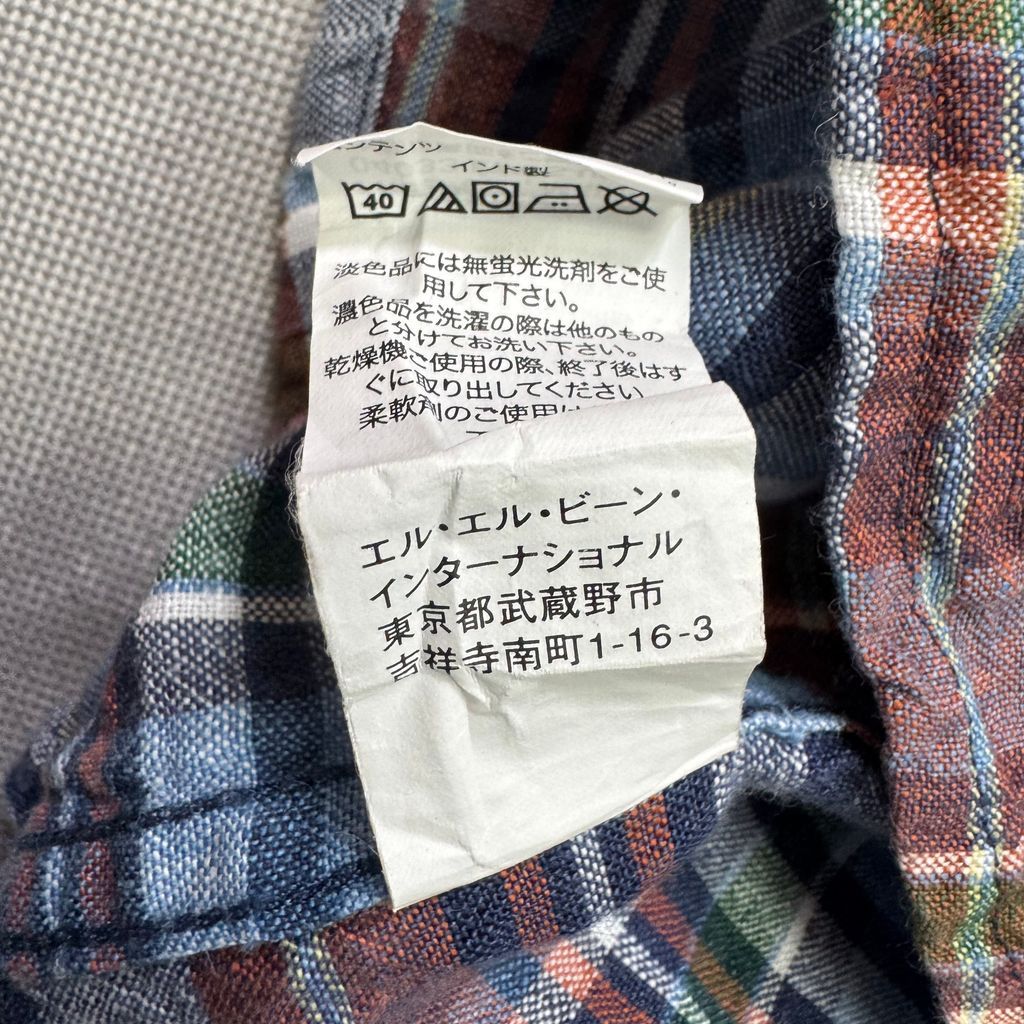 インド製
40
淡色品には無蛍光洗剤をご使
用して下さい。
濃色品を洗濯の際は他のもの
と分けてお洗い下さい。
乾燥機ご使用の際、終了後はす
ぐに取り出してください
柔軟剤のご使用は
エル・エル・ビーン・
インターナショナル
東京都武蔵野市
吉祥寺南町1-16-3